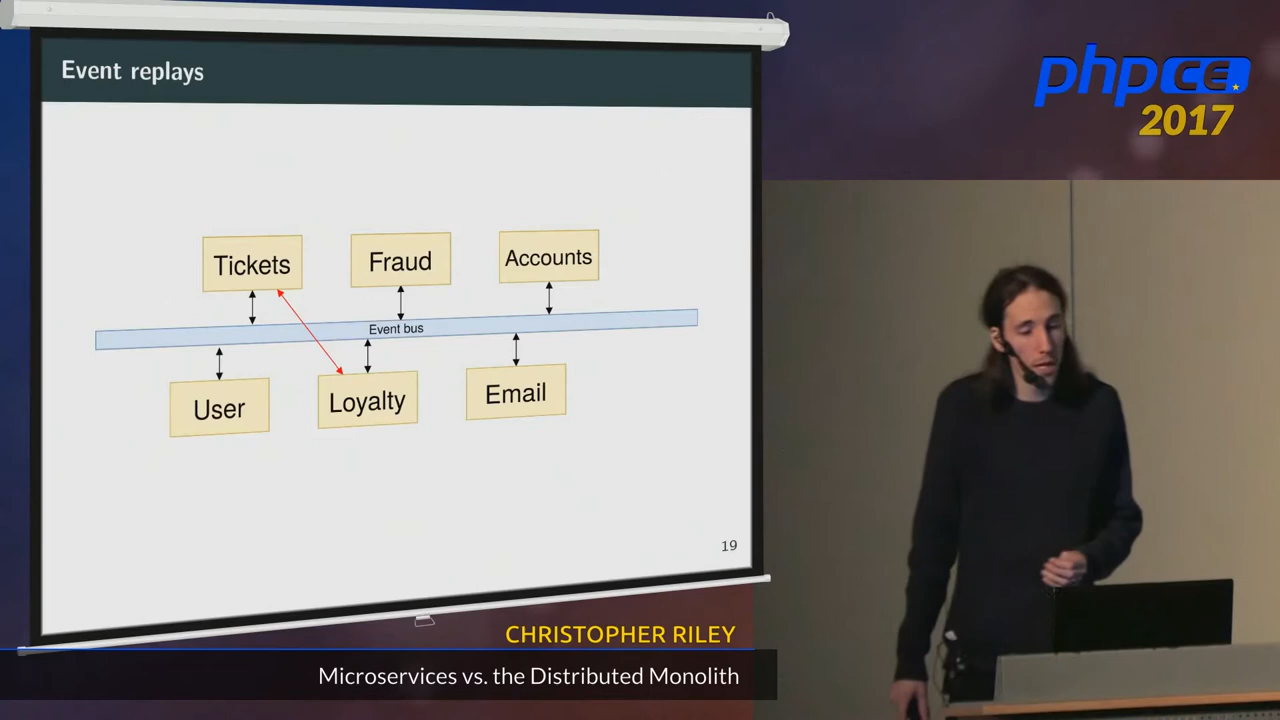 Event replays
Tickets
Fraud
Accounts
Event bus
User
Loyalty
Email
19
phpCE
2017
CHRISTOPHER RILEY
Microservices vs. the Distributed Monolith